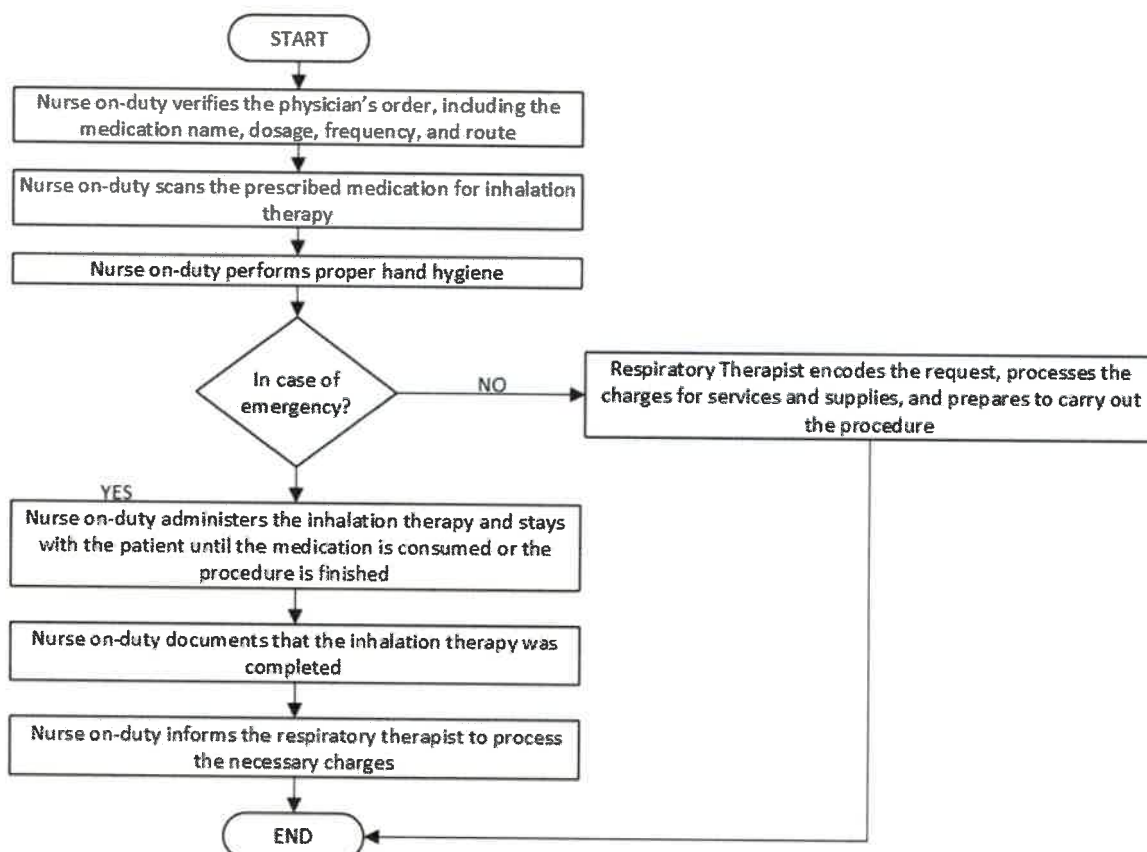 START
Nurse on-duty verifies the physician's order, including the
medication name, dosage, frequency, and route
Nurse on-duty scans the prescribed medication for inhalation
therapy
Nurse on-duty performs proper hand hygiene
In case of
emergency?
NO
Respiratory Therapist encodes the request, processes the
charges for services and supplies, and prepares to carry out
the procedure
YES
Nurse on-duty administers the inhalation therapy and stays
with the patient until the medication is consumed or the
procedure is finished
Nurse on-duty documents that the inhalation therapy was
completed
Nurse on-duty informs the respiratory therapist to process
the necessary charges
END